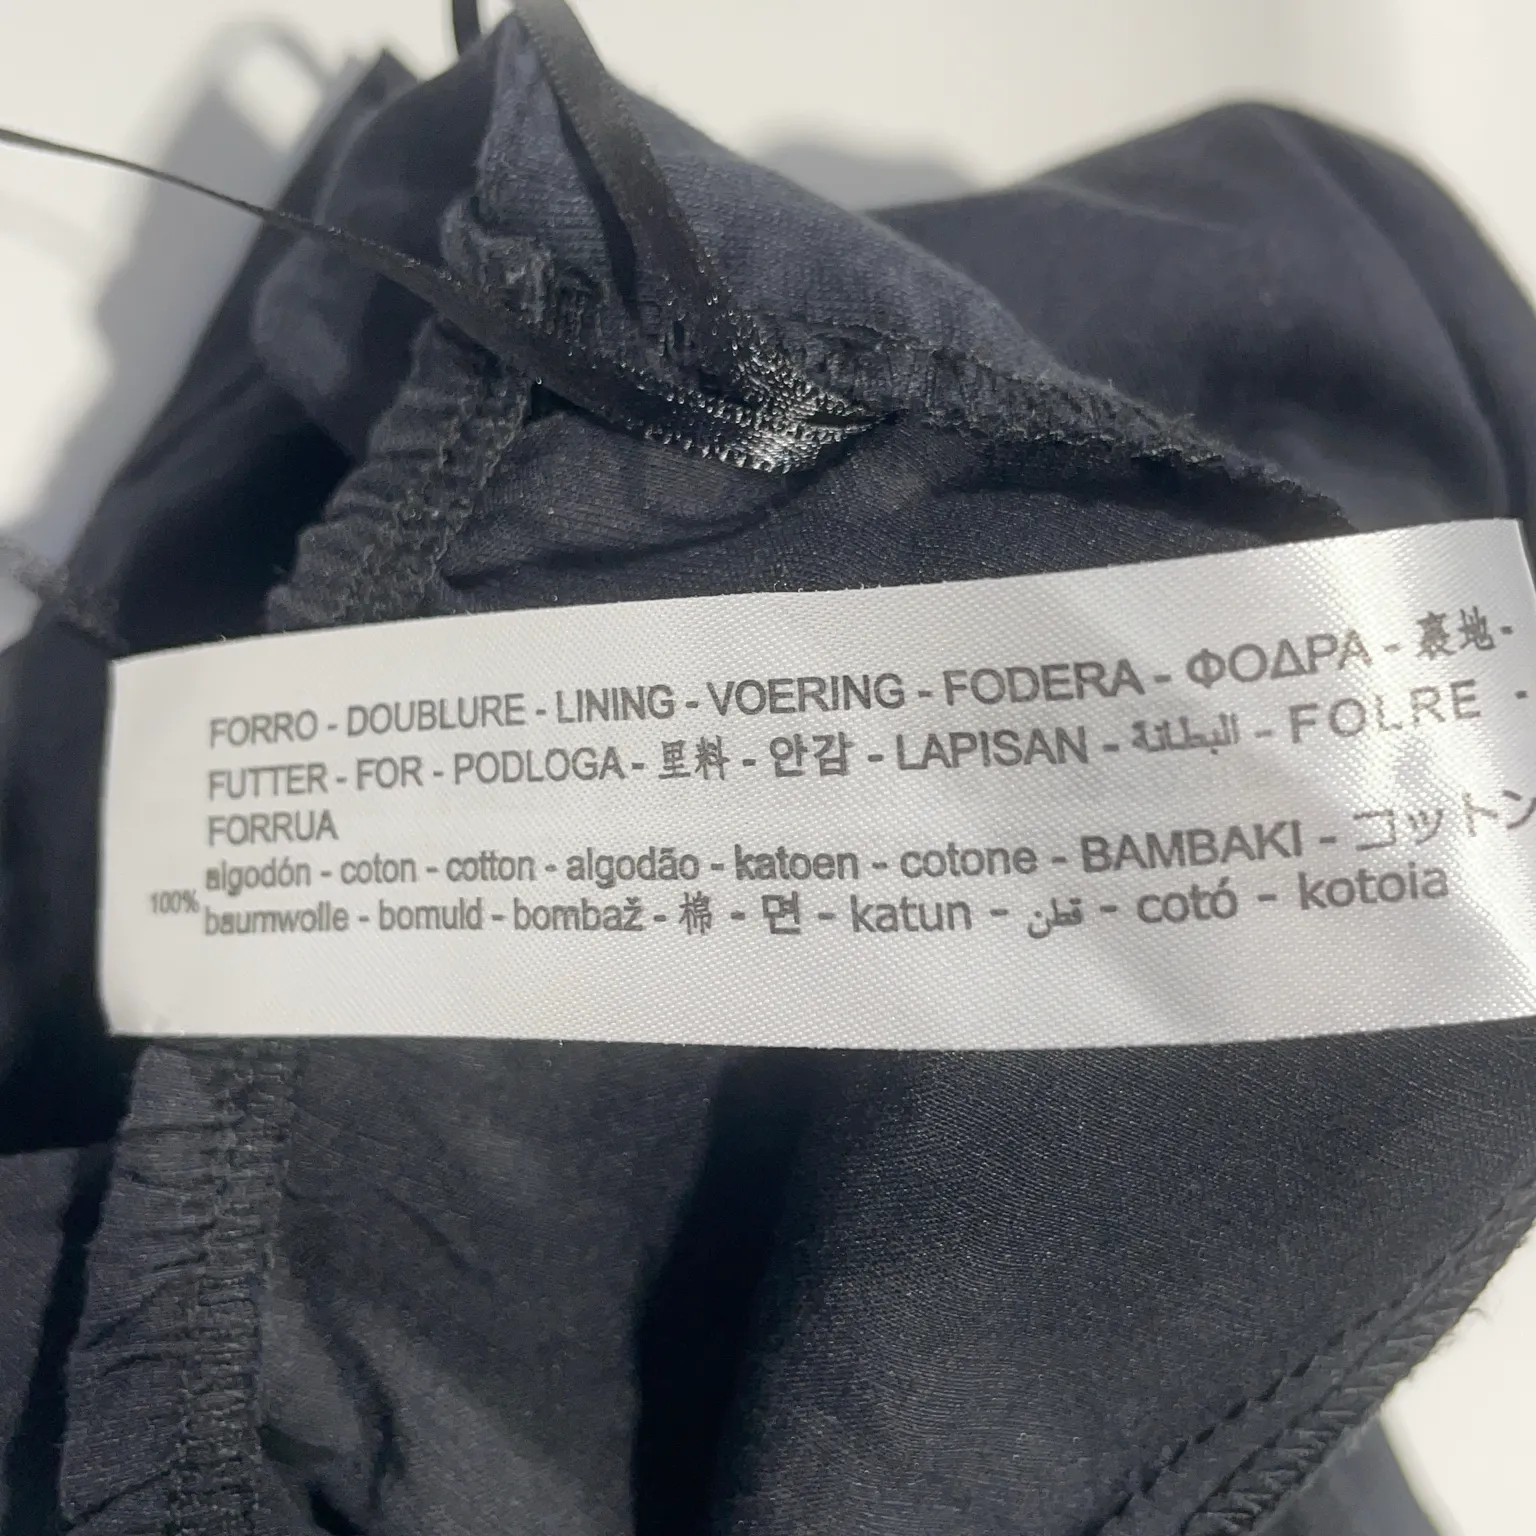 FORRO - DOUBLURE - LINING - VOERING - FODERA - ΦΟΔΡΑ - 裏地 -
FUTTER - FOR - PODLOGA - 里料 - 안감 - LAPISAN - البطانة - FOLRE -
FORRUA
algodón - coton - cotton - algodão - katoen - cotone - BAMBAKI - コットン
100% baumwolle - bomuld - bombaž - 棉 - 면 - katun - قطن - cotó - kotoia